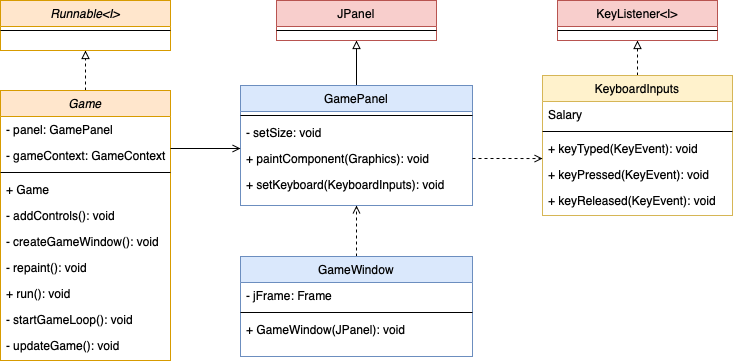 Runnable<I>
JPanel
KeyListener<I>
Game
- panel: GamePanel
- gameContext: GameContext
+ Game
- addControls(): void
- createGameWindow(): void
- repaint(): void
+ run(): void
- startGameLoop(): void
- updateGame(): void
GamePanel
- setSize: void
+ paintComponent(Graphics): void
+ setKeyboard(KeyboardInputs): void
KeyboardInputs
Salary
+ keyTyped(KeyEvent): void
+ keyPressed(KeyEvent): void
+ keyReleased(KeyEvent): void
GameWindow
- jFrame: Frame
+ GameWindow(JPanel): void